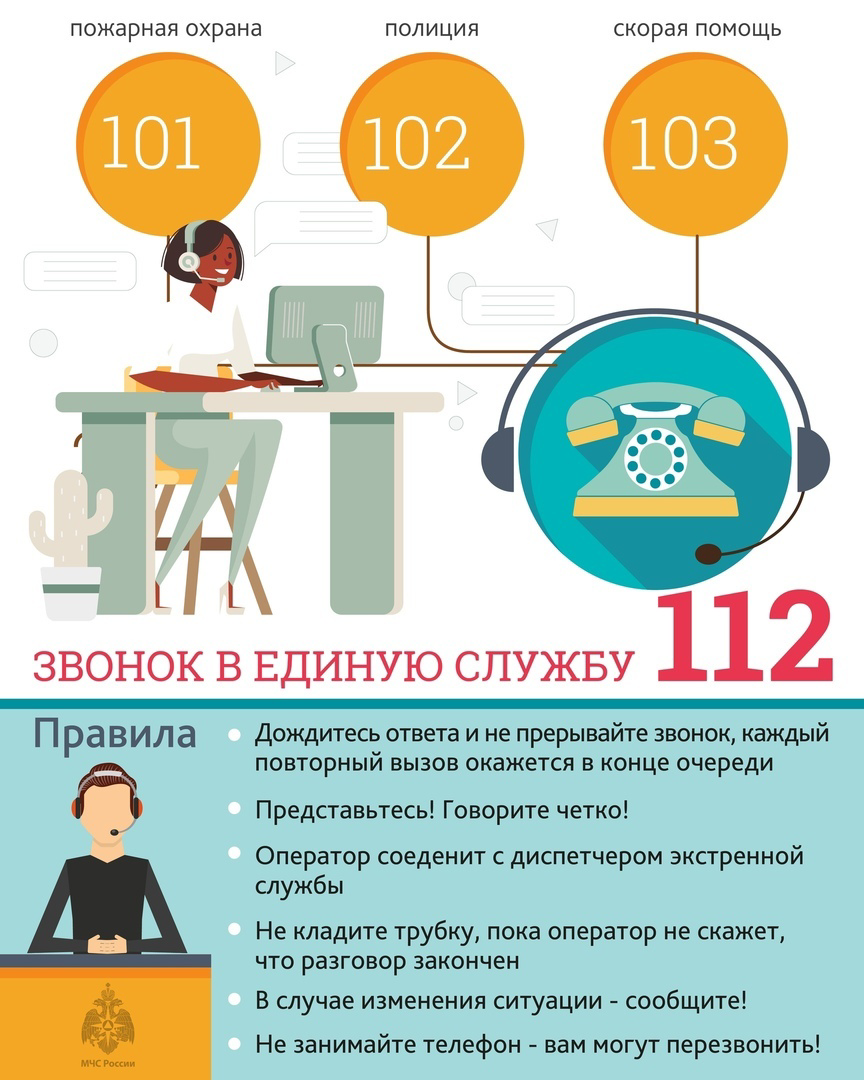 пожарная охрана
полиция
скорая помощь
101
102
103
ЗВОНОК В ЕДИНУЮ СЛУЖБУ 112
Правила
Дождитесь ответа и не прерывайте звонок, каждый
повторный вызов окажется в конце очереди
Представьтесь! Говорите четко!
Оператор соеденит с диспетчером экстренной
службы
Не кладите трубку, пока оператор не скажет,
что разговор закончен
В случае изменения ситуации - сообщите!
Не занимайте телефон - вам могут перезвонить!
МЧС России